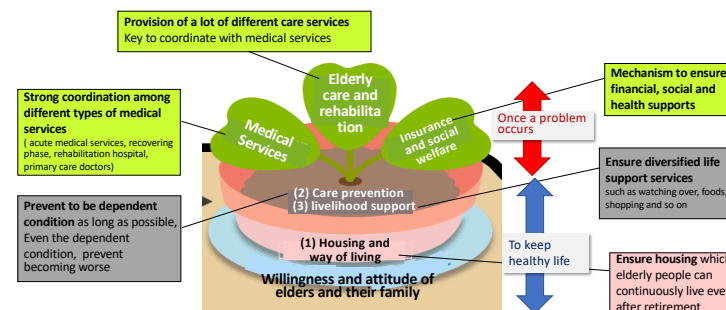 Provision of a lot of different care services
Key to coordinate with medical services
Elderly
care and
rehabilita
tion
Strong coordination among
different types of medical
services
( acute medical services, recovering
phase, rehabilitation hospital,
primary care doctors)
Medical
Services
Insurance
and social
welfare
Mechanism to ensure
financial, social and
health supports
Once a problem
occurs
Prevent to be dependent
condition as long as possible,
Even the dependent
condition, prevent
becoming worse
(2) Care prevention
(3) livelihood support
Ensure diversified life
support services
such as watching over, foods,
shopping and so on
(1) Housing and
way of living
To keep
healthy life
Willingness and attitude of
elders and their family
Ensure housing which
elderly people can
continuously live even
after retirement